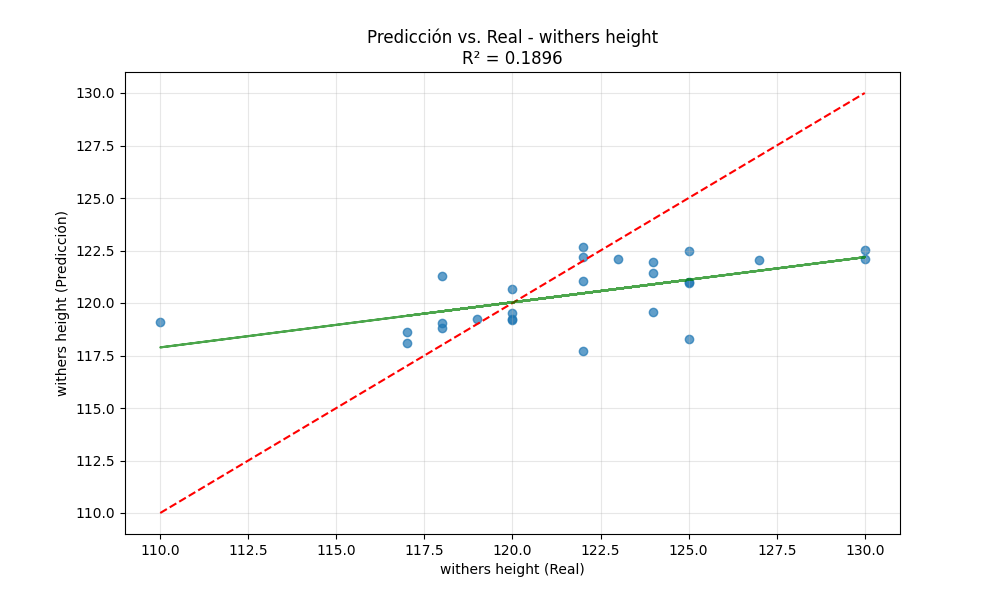 Predicción vs. Real - withers height
R² = 0.1896
withers height (Predicción)
130.0
127.5
125.0
122.5
120.0
117.5
115.0
112.5
110.0
110.0 112.5 115.0 117.5 120.0 122.5 125.0 127.5 130.0
withers height (Real)